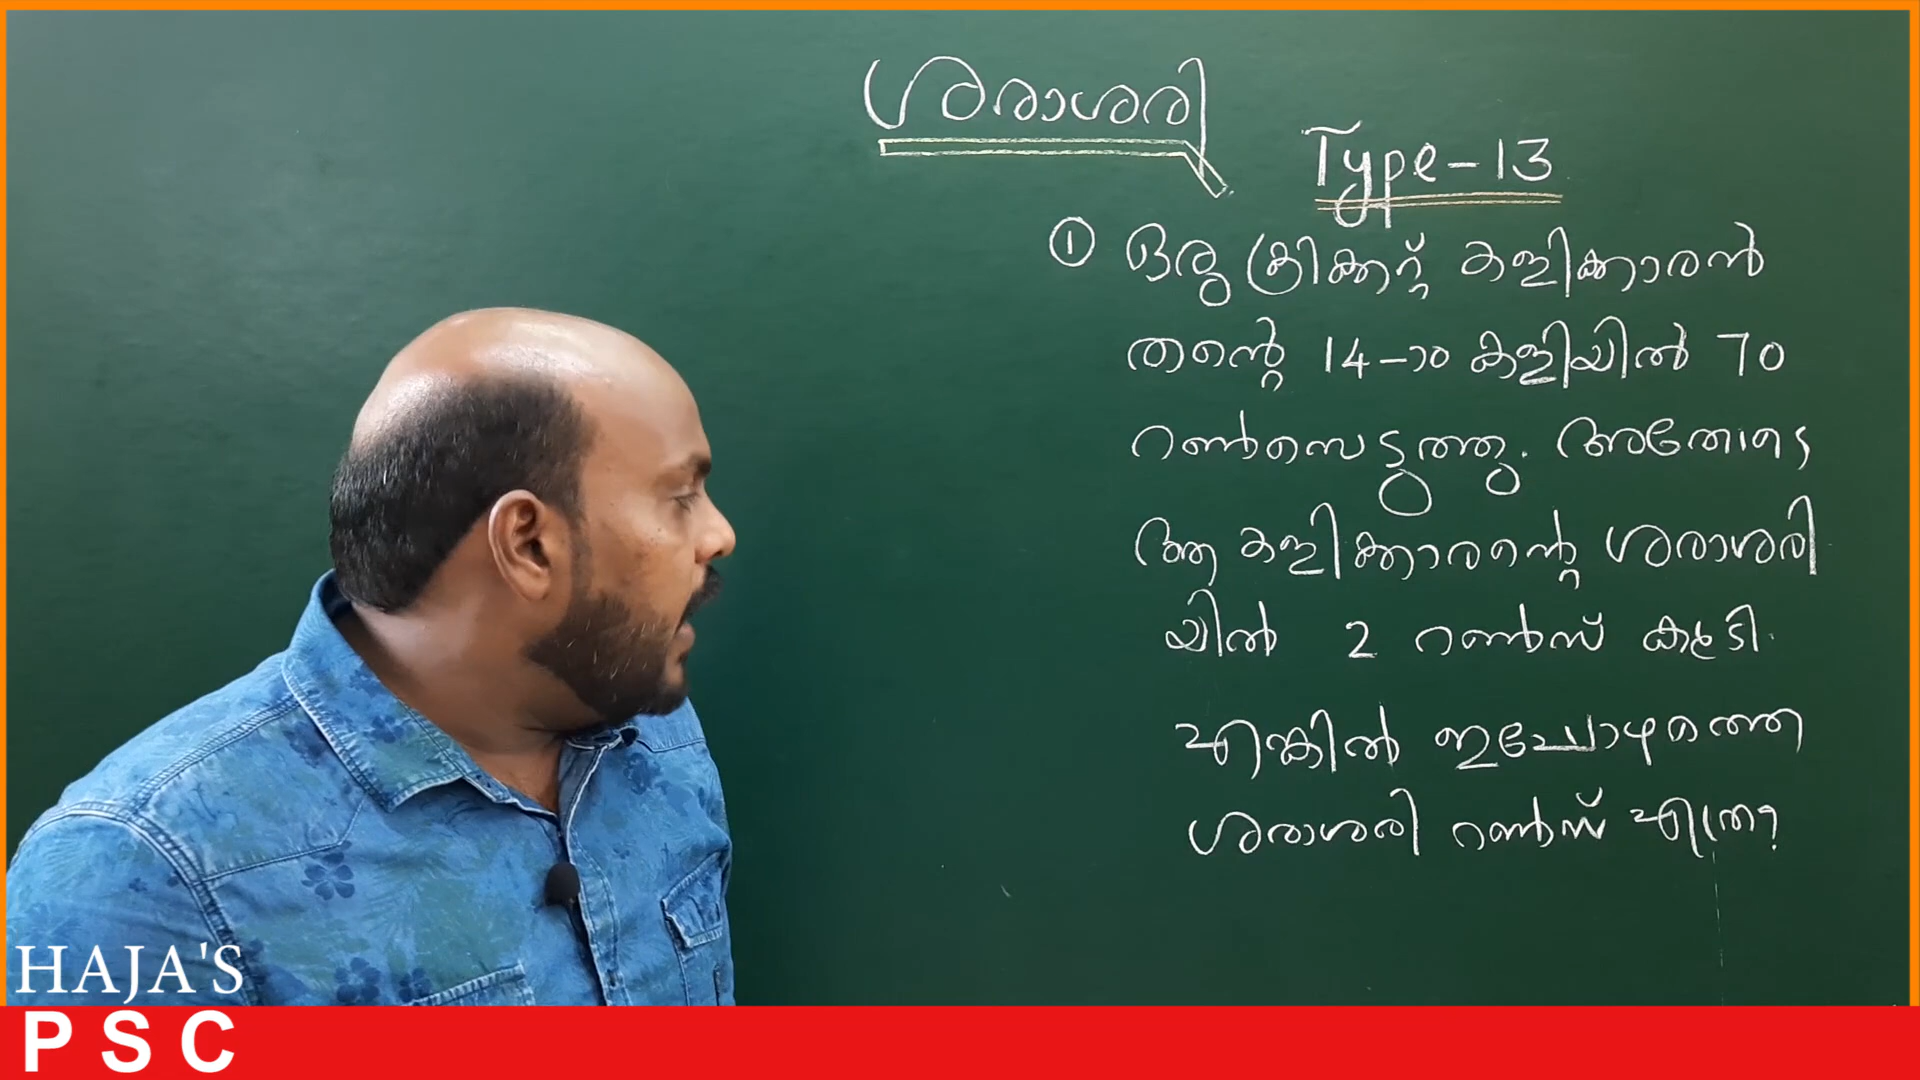 ശരാശരി
Type-13
① ഒരു ക്രിക്കറ്റ് കളിക്കാരൻ
തന്റെ 14-ാം കളിയിൽ 70
റൺസെടുത്തു. അതോടെ
ആ കളിക്കാരന്റെ ശരാശരി
യിൽ 2 റൺസ് കൂടി.
എങ്കിൽ ഇപ്പോഴത്തെ
ശരാശരി റൺസ് എത്ര?
HAJA'S
PSC